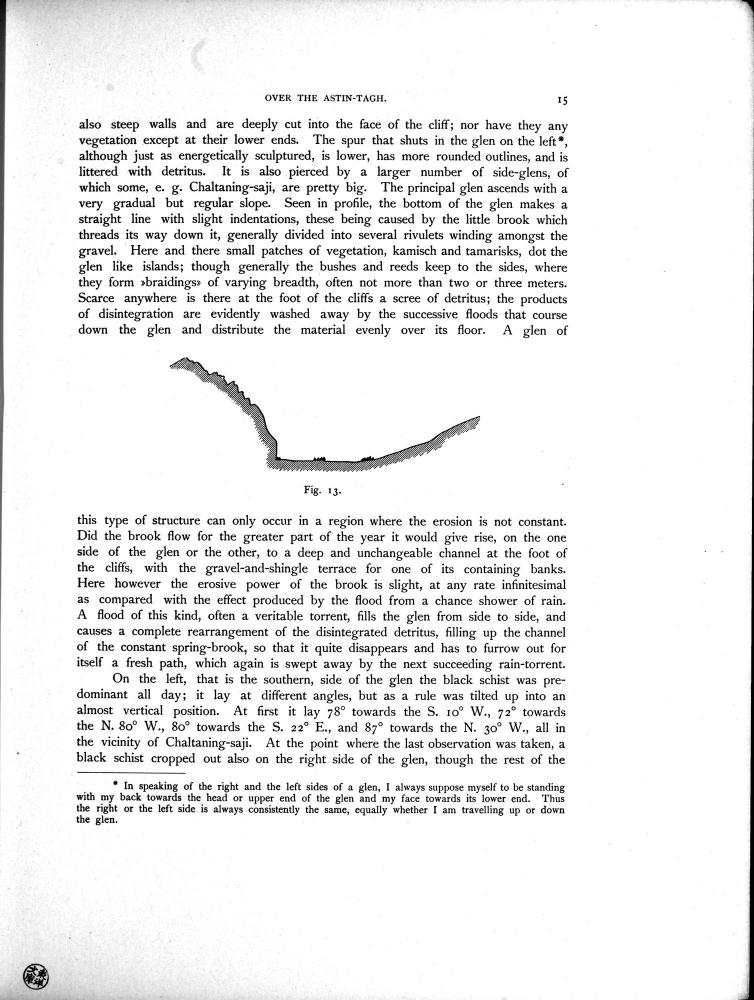 OVER THE ASTIN-TAGH. 15
also steep walls and are deeply cut into the face of the cliff; nor have they any
vegetation except at their lower ends. The spur that shuts in the glen on the left*,
although just as energetically sculptured, is lower, has more rounded outlines, and is
littered with detritus. It is also pierced by a larger number of side-glens, of
which some, e. g. Chaltaning-saji, are pretty big. The principal glen ascends with a
very gradual but regular slope. Seen in profile, the bottom of the glen makes a
straight line with slight indentations, these being caused by the little brook which
threads its way down it, generally divided into several rivulets winding amongst the
gravel. Here and there small patches of vegetation, kamisch and tamarisks, dot the
glen like islands; though generally the bushes and reeds keep to the sides, where
they form »braidings» of varying breadth, often not more than two or three meters.
Scarce anywhere is there at the foot of the cliffs a scree of detritus; the products
of disintegration are evidently washed away by the successive floods that course
down the glen and distribute the material evenly over its floor. A glen of
Fig. 13.
this type of structure can only occur in a region where the erosion is not constant.
Did the brook flow for the greater part of the year it would give rise, on the one
side of the glen or the other, to a deep and unchangeable channel at the foot of
the cliffs, with the gravel-and-shingle terrace for one of its containing banks.
Here however the erosive power of the brook is slight, at any rate infinitesimal
as compared with the effect produced by the flood from a chance shower of rain.
A flood of this kind, often a veritable torrent, fills the glen from side to side, and
causes a complete rearrangement of the disintegrated detritus, filling up the channel
of the constant spring-brook, so that it quite disappears and has to furrow out for
itself a fresh path, which again is swept away by the next succeeding rain-torrent.
On the left, that is the southern, side of the glen the black schist was pre-
dominant all day; it lay at different angles, but as a rule was tilted up into an
almost vertical position. At first it lay 78° towards the S. 10° W., 72° towards
the N. 80° W., 80° towards the S. 22° E., and 87° towards the N. 30° W., all in
the vicinity of Chaltaning-saji. At the point where the last observation was taken, a
black schist cropped out also on the right side of the glen, though the rest of the
* In speaking of the right and the left sides of a glen, I always suppose myself to be standing
with my back towards the head or upper end of the glen and my face towards its lower end. Thus
the right or the left side is always consistently the same, equally whether I am travelling up or down
the glen.